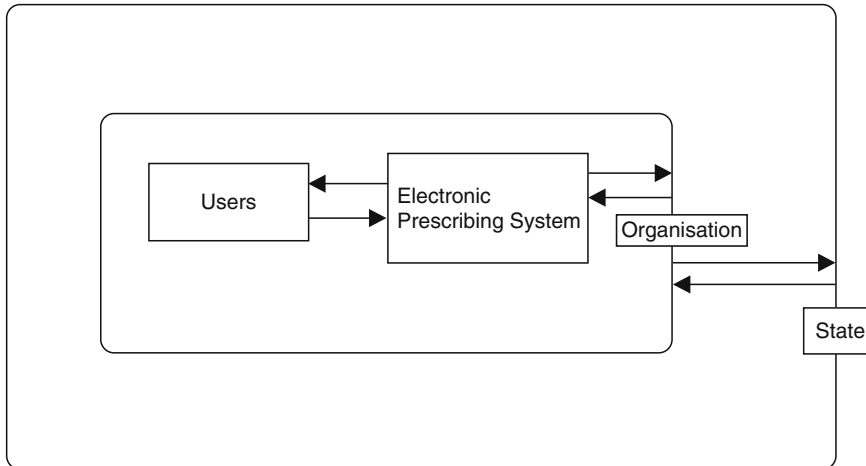 Users
Electronic
Prescribing System
Organisation
State